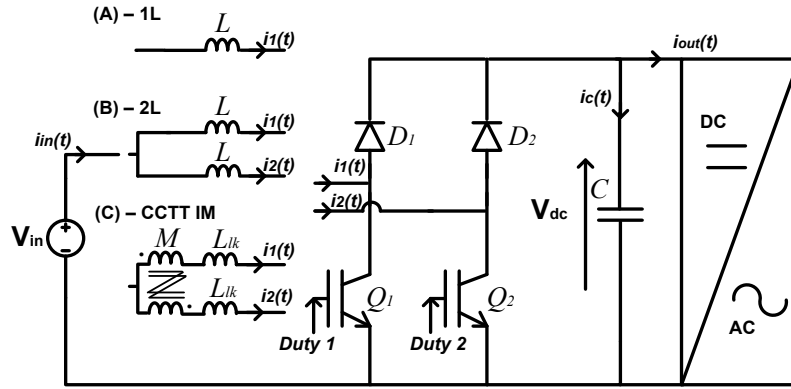 (A) – 1L
L
i1(t)
iout(t)
(B) – 2L
L
i1(t)
iin(t)
L
i2(t)
D1
D2
ic(t)
DC
i1(t)
i2(t)
(C) – CCTT IM
Vdc
C
Vin
M
Llk
i1(t)
Llk
i2(t)
Q1
Q2
Duty 1
Duty 2
AC